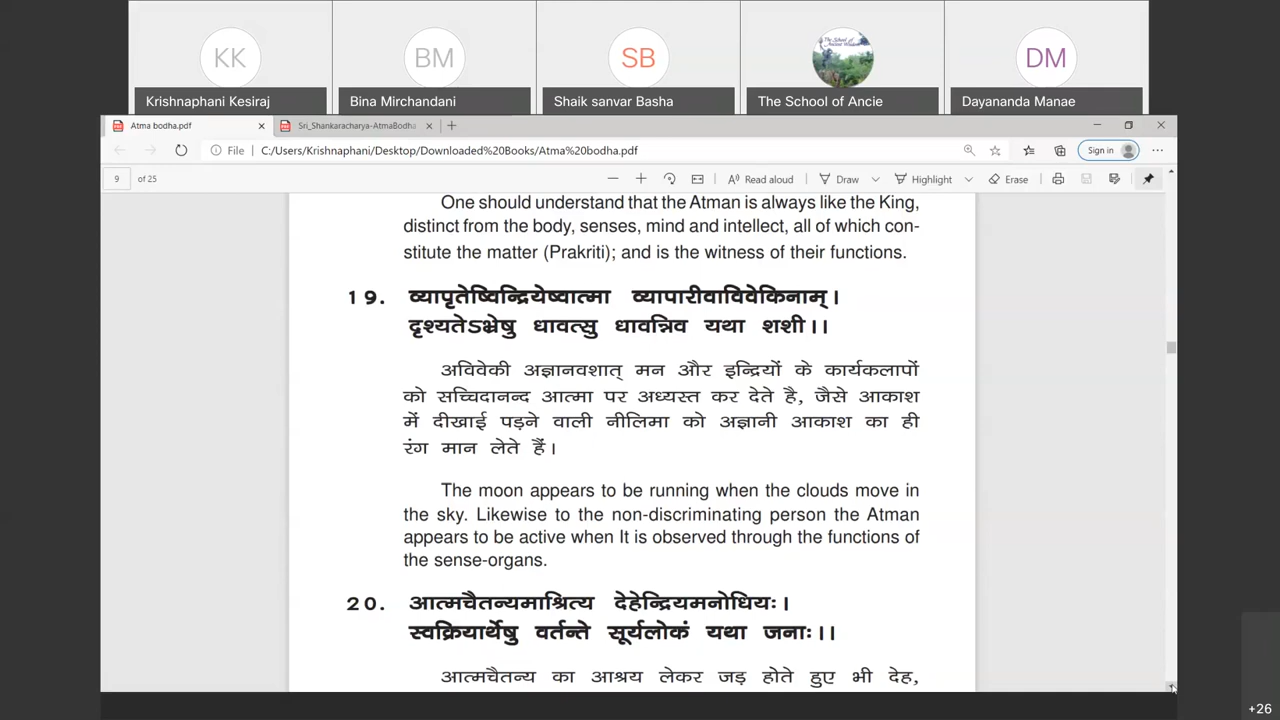 KK
BM
SB
The School of
Ancient Wisdom
DM
Krishnaphani Kesiraj
Bina Mirchandani
Shaik sanvar Basha
The School of Ancie
Dayananda Manae
Atma bodha.pdf
Sri_Shankaracharya-AtmaBodha
File C:/Users/Krishnaphani/Desktop/Downloaded%20Books/Atma%20bodha.pdf
Sign in
9 of 25
Read aloud
Draw
Highlight
Erase
One should understand that the Atman is always like the King,
distinct from the body, senses, mind and intellect, all of which con-
stitute the matter (Prakriti); and is the witness of their functions.
19. व्यापृतेष्विन्द्रियेष्वात्मा व्यापारीवाविवेकिनाम्।
दृश्यतेऽभ्रेषु धावत्सु धावन्निव यथा शशी।।
अविवेकी अज्ञानवशात् मन और इन्द्रियों के कार्यकलापों
को सच्चिदानन्द आत्मा पर अध्यस्त कर देते है, जैसे आकाश
में दीखाई पड़ने वाली नीलिमा को अज्ञानी आकाश का ही
रंग मान लेते हैं।
The moon appears to be running when the clouds move in
the sky. Likewise to the non-discriminating person the Atman
appears to be active when It is observed through the functions of
the sense-organs.
20. आत्मचैतन्यमाश्रित्य देहेन्द्रियमनोधियः।
स्वक्रियार्थेषु वर्तन्ते सूर्यलोकं यथा जनाः।।
आत्मचैतन्य का आश्रय लेकर जड़ होते हुए भी देह,
+26